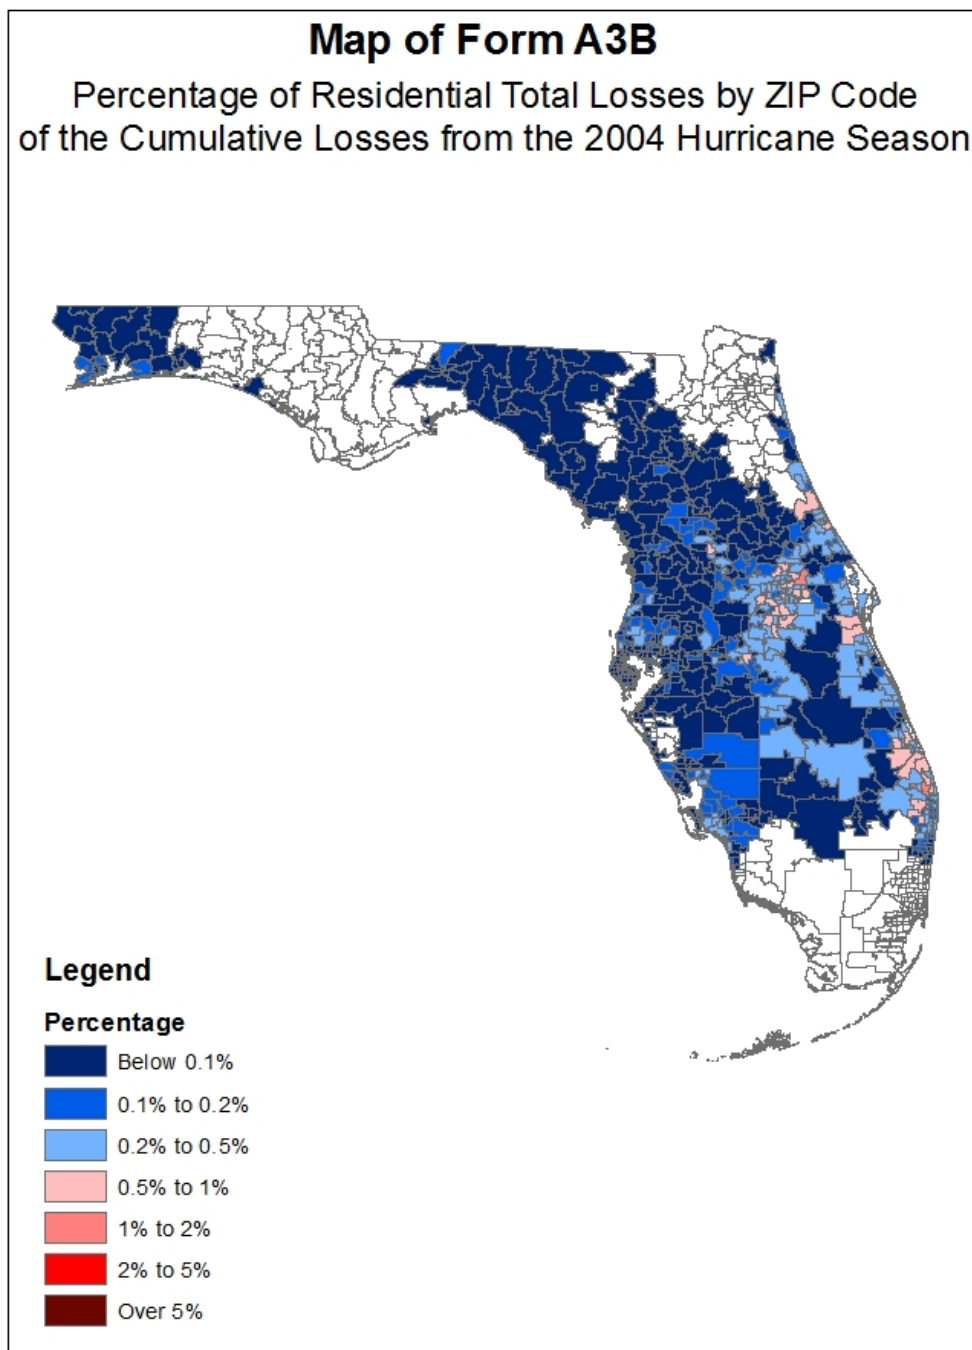 Map of Form A3B
Percentage of Residential Total Losses by ZIP Code
of the Cumulative Losses from the 2004 Hurricane Season
Legend
Percentage
Below 0.1%
0.1% to 0.2%
0.2% to 0.5%
0.5% to 1%
1% to 2%
2% to 5%
Over 5%